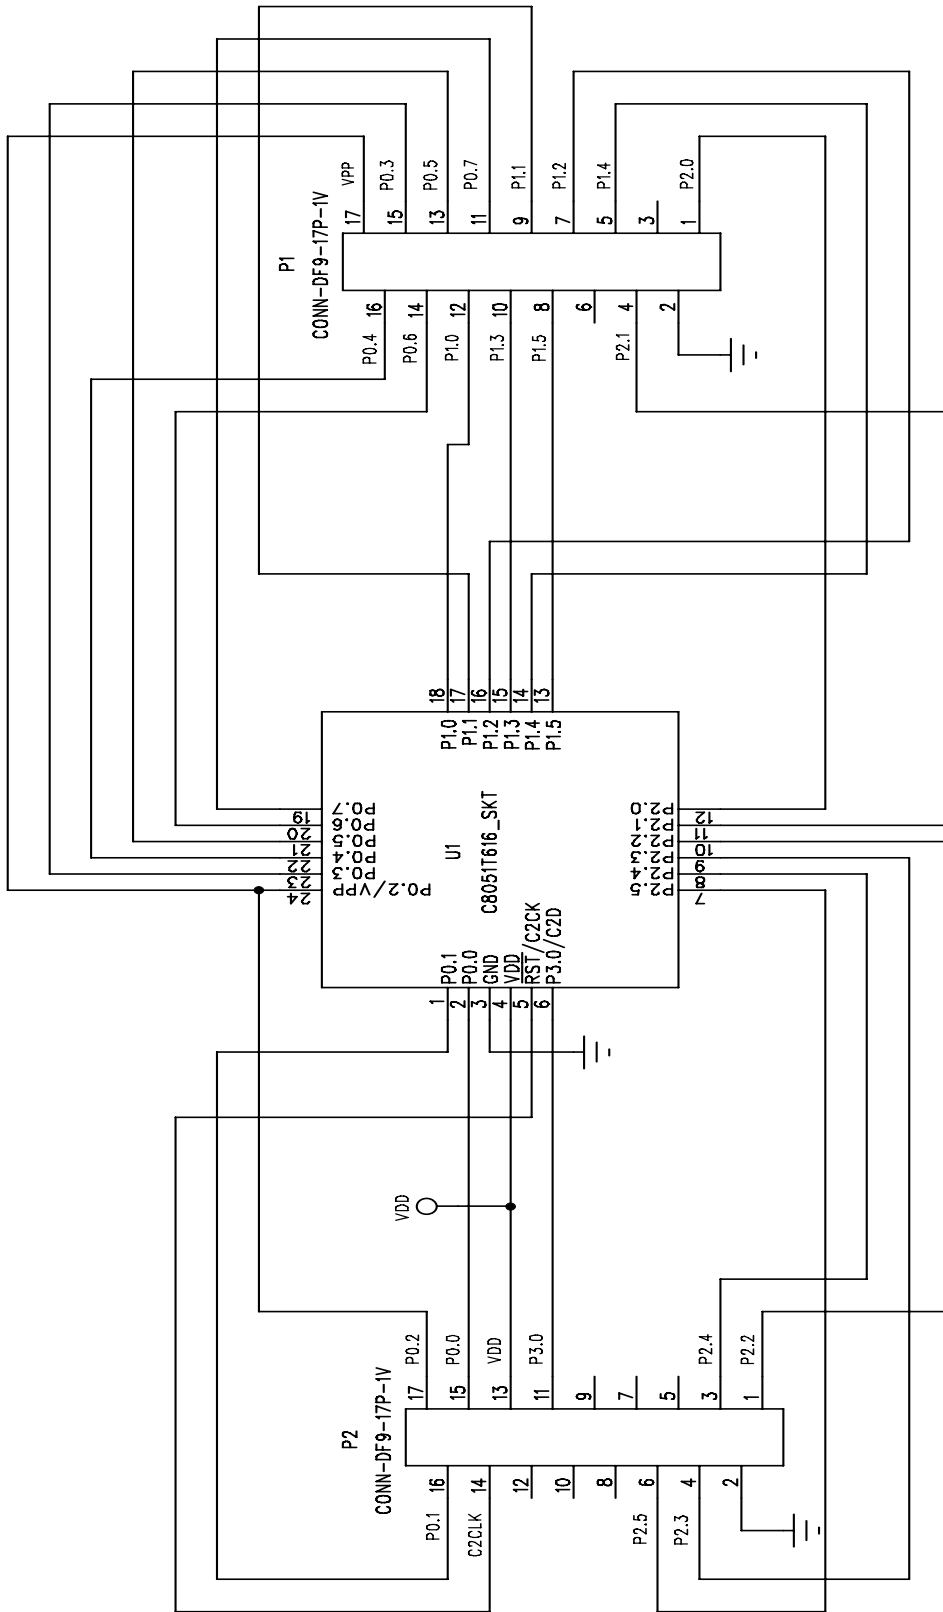 P1
CONN-DF9-17P-1V
VPP
17
P0.3
15
P0.5
13
P0.7
11
P1.1
9
P1.2
7
P1.4
5
3
P2.0
1
16
P0.4
14
P0.6
12
P1.0
10
P1.3
8
P1.5
6
4
P2.1
2
U1
C8051T616_SKT
18 P1.0
17 P1.1
16 P1.2
15 P1.3
14 P1.4
13 P1.5
19 P0.7
20 P0.6
21 P0.5
22 P0.4
23 P0.3
24 P0.2/VPP
P2.0 12
P2.1 11
P2.2 10
P2.3 9
P2.4 8
P2.5 7
1 P0.1
2 P0.0
3 GND
4 VDD
5 RST/C2CK
6 P3.0/C2D
VDD
P2
CONN-DF9-17P-1V
17
P0.2
15
P0.0
13
VDD
11
P3.0
9
7
5
3
P2.4
1
P2.2
16
P0.1
14
C2CLK
12
10
8
6
P2.5
4
P2.3
2